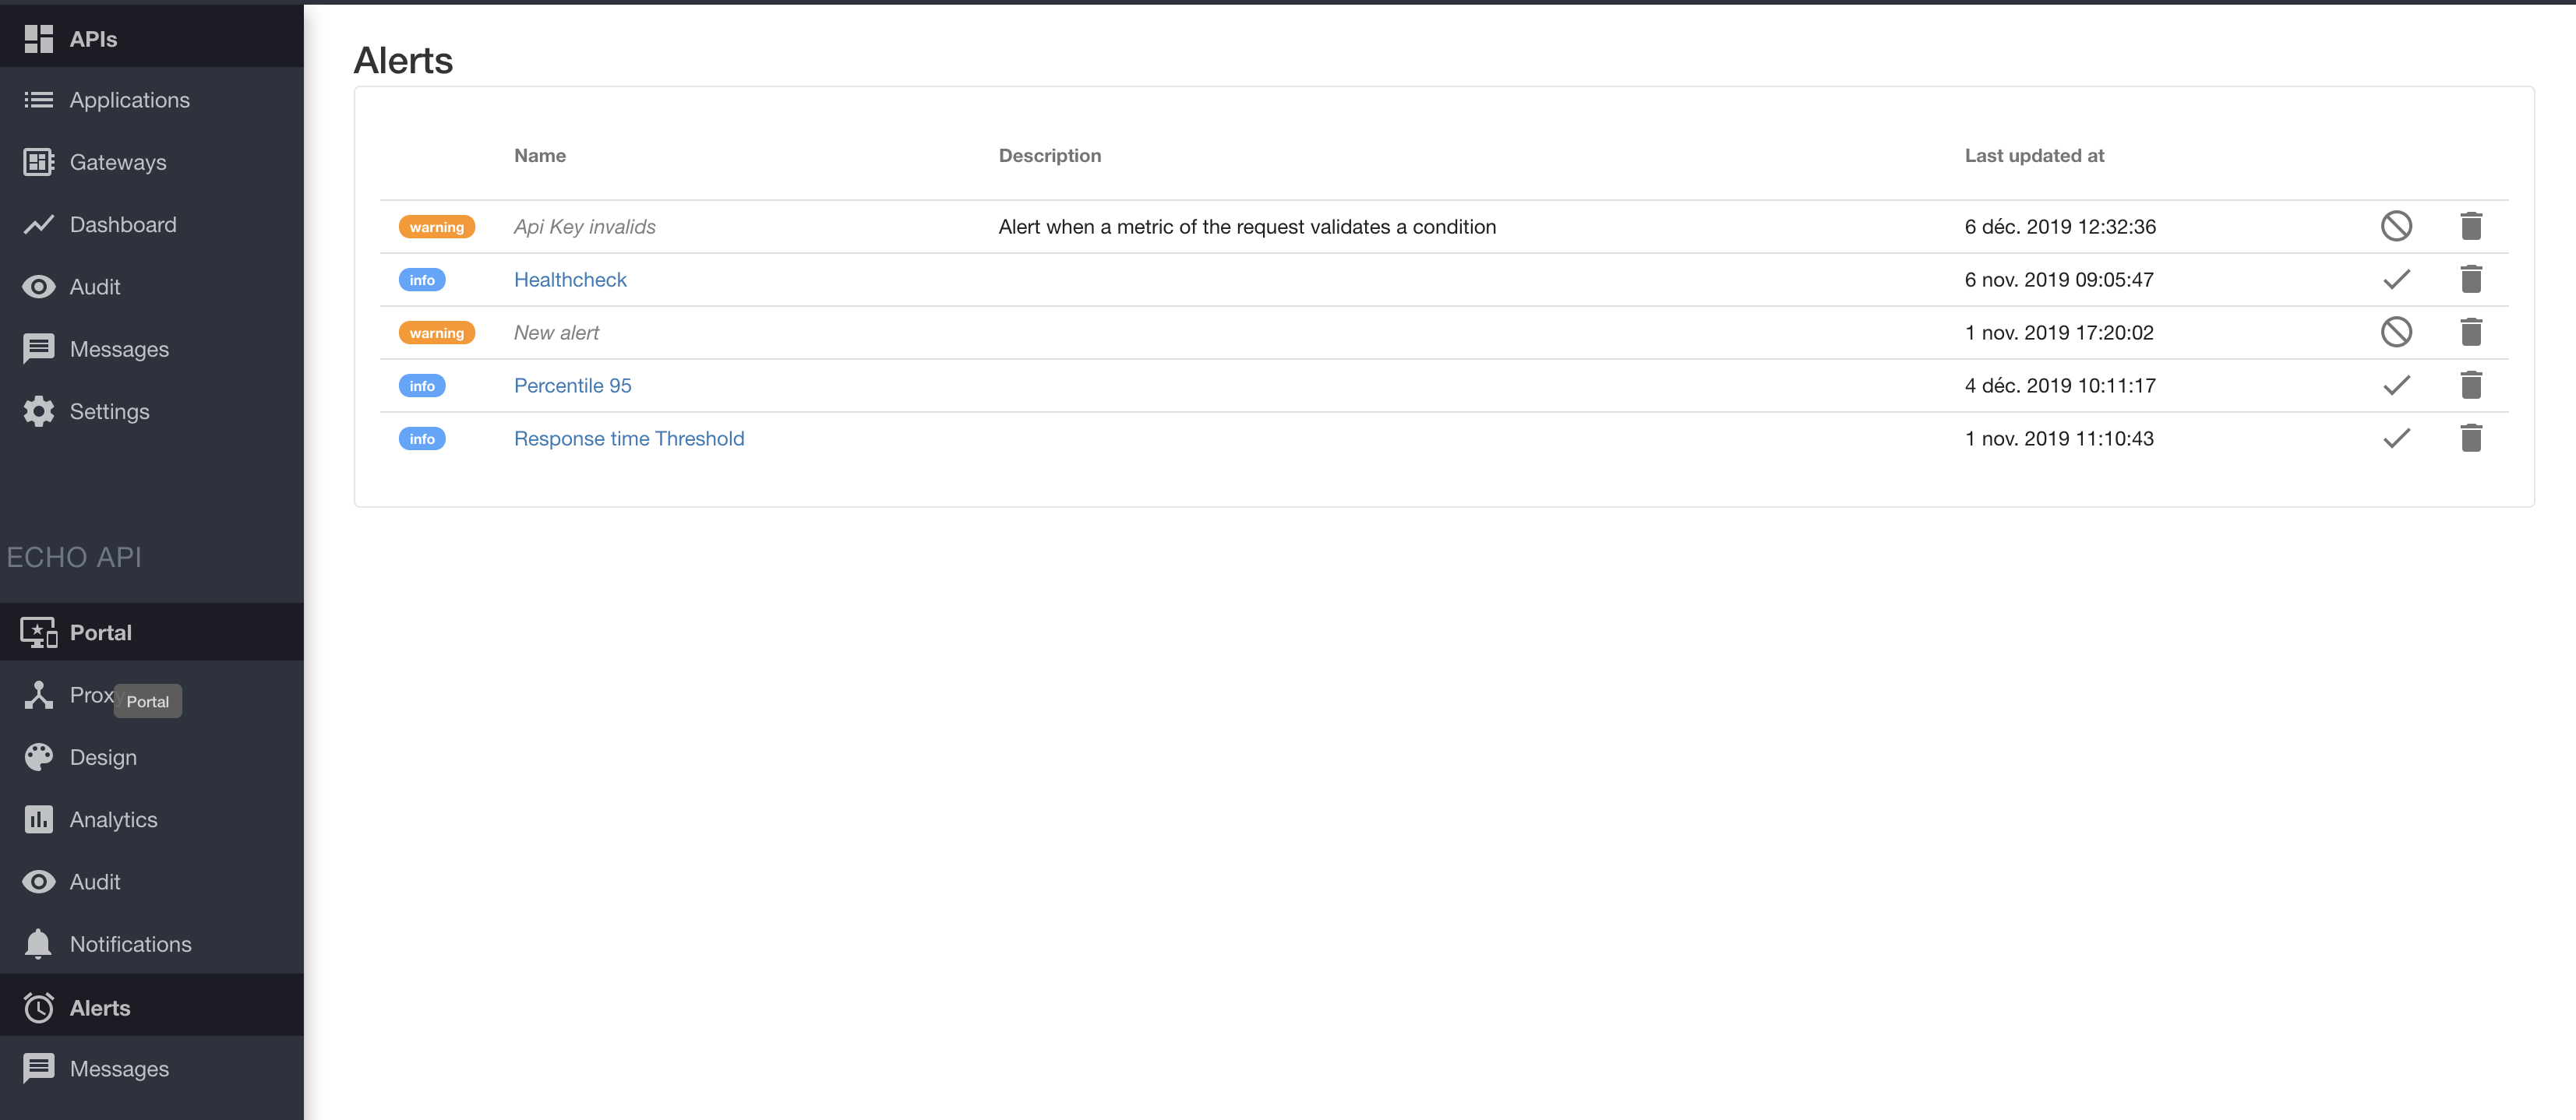 APIs
Applications
Gateways
Dashboard
Audit
Messages
Settings
ECHO API
Portal
Proxy
Portal
Design
Analytics
Audit
Notifications
Alerts
Messages
Alerts
Name Description Last updated at
warning Api Key invalids Alert when a metric of the request validates a condition 6 déc. 2019 12:32:36
info Healthcheck 6 nov. 2019 09:05:47
warning New alert 1 nov. 2019 17:20:02
info Percentile 95 4 déc. 2019 10:11:17
info Response time Threshold 1 nov. 2019 11:10:43